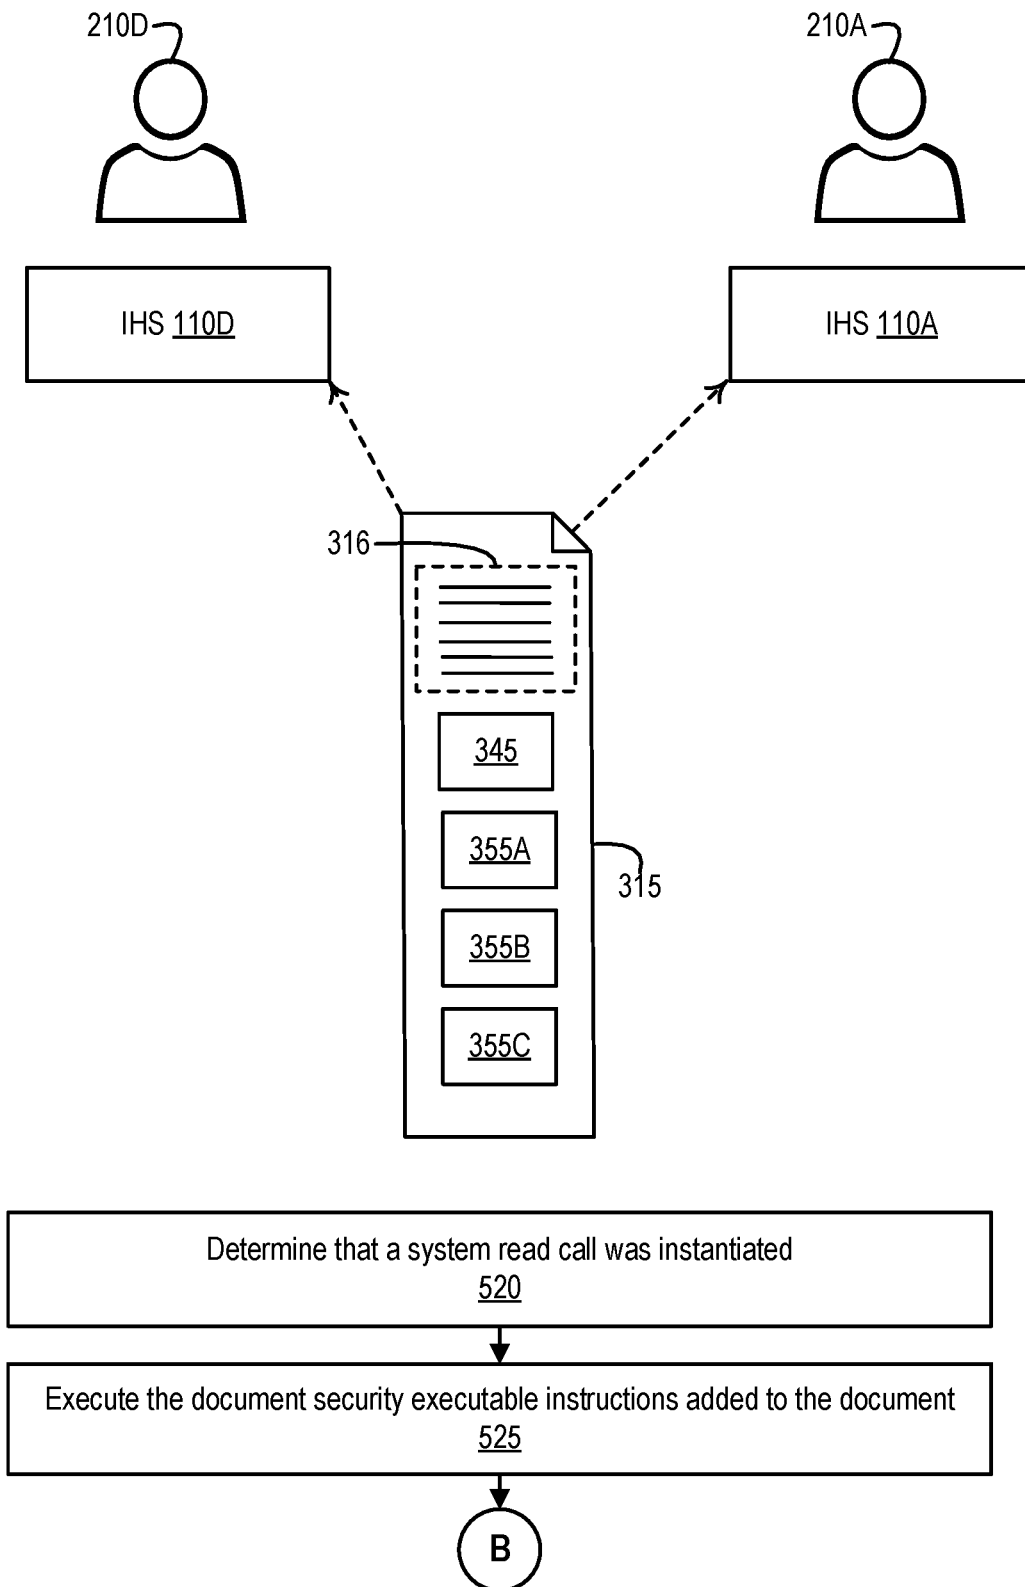 210D
210A
IHS 110D
IHS 110A
316
345
355A
315
355B
355C
Determine that a system read call was instantiated
520
Execute the document security executable instructions added to the document
525
B